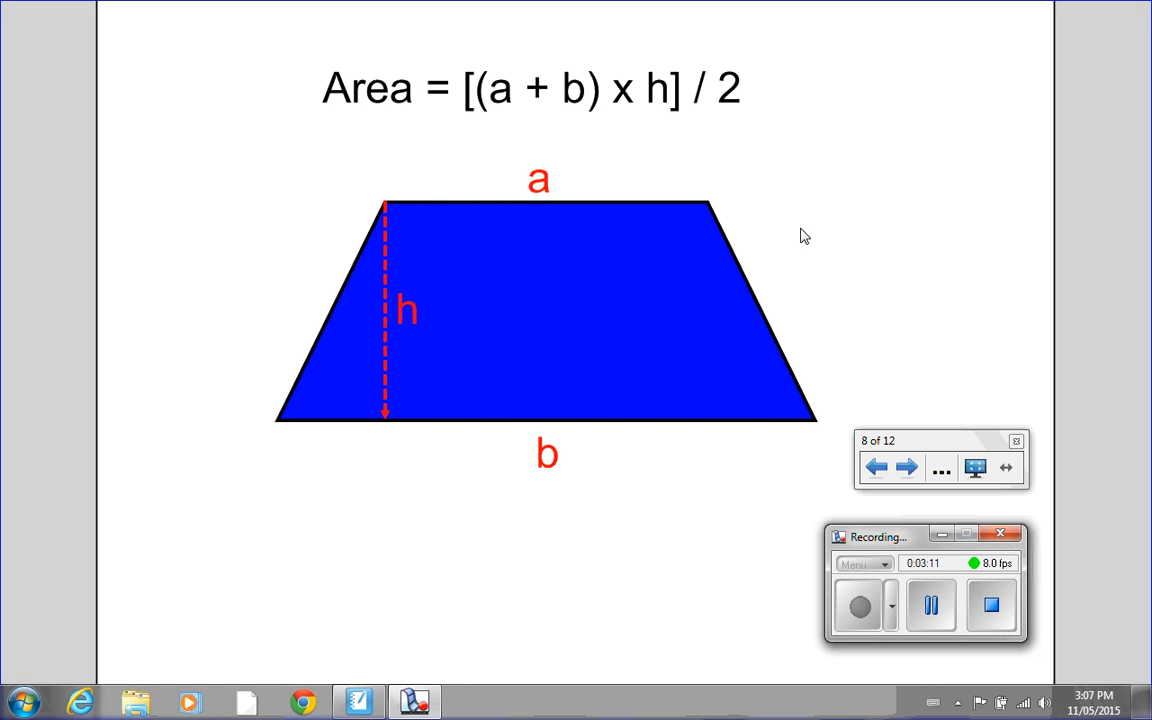 Area = [(a + b) x h] / 2
a
h
b
8 of 12
...
Recording...
Menu
0:03:11
8.0 fps
3:07 PM
11/05/2015